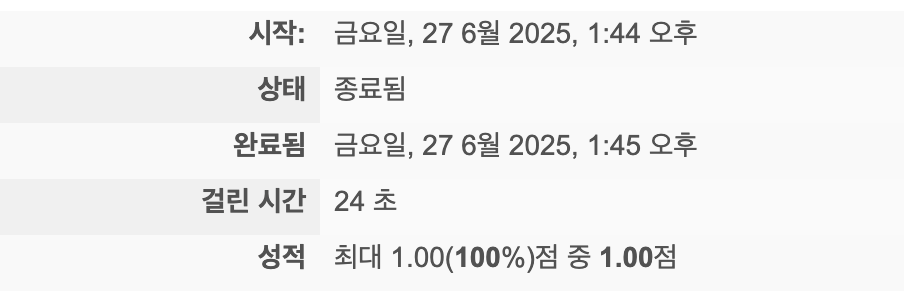 시작: 금요일, 27 6월 2025, 1:44 오후
상태 종료됨
완료됨 금요일, 27 6월 2025, 1:45 오후
걸린 시간 24 초
성적 최대 1.00(100%)점 중 1.00점